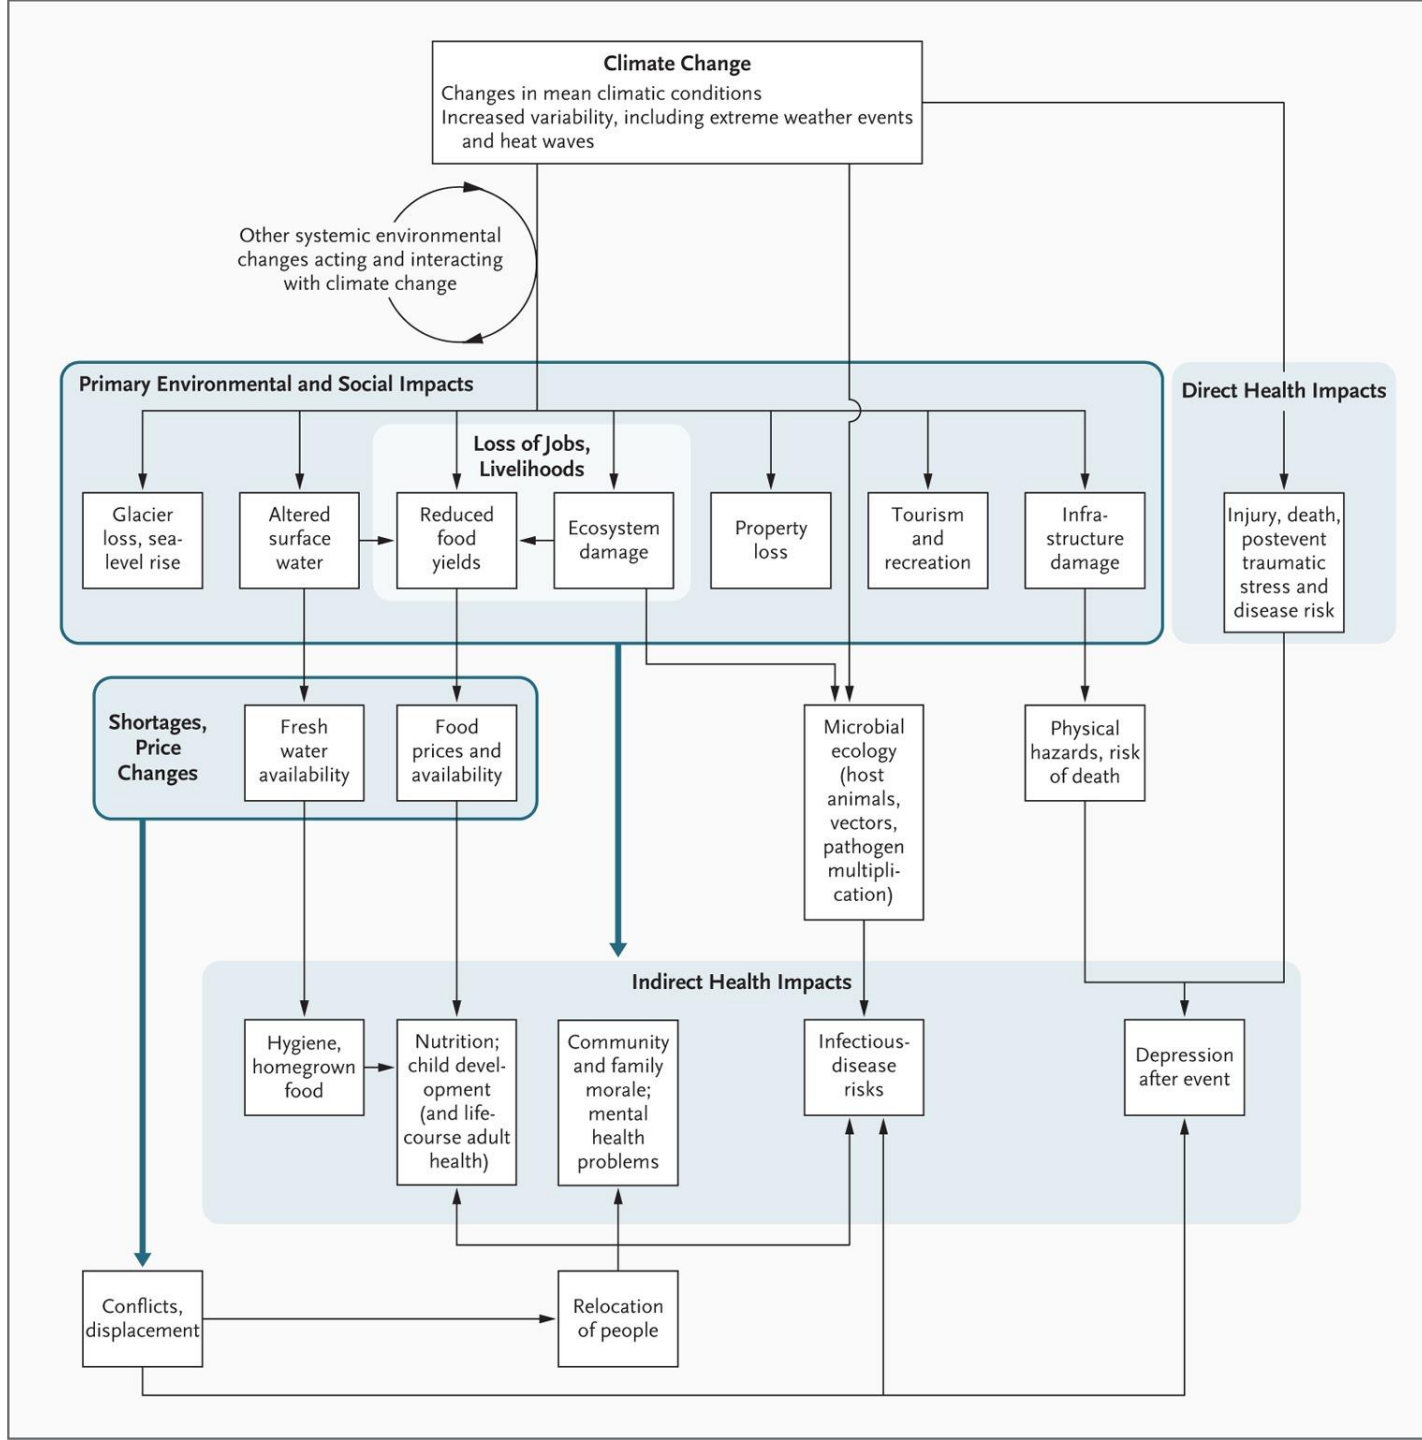 Climate Change
Changes in mean climatic conditions
Increased variability, including extreme weather events
and heat waves
Other systemic environmental
changes acting and interacting
with climate change
Primary Environmental and Social Impacts
Direct Health Impacts
Loss of Jobs,
Livelihoods
Glacier
loss, sea-
level rise
Altered
surface
water
Reduced
food
yields
Ecosystem
damage
Property
loss
Tourism
and
recreation
Infra-
structure
damage
Injury, death,
postevent
traumatic
stress and
disease risk
Shortages,
Price
Changes
Fresh
water
availability
Food
prices and
availability
Microbial
ecology
(host
animals,
vectors,
pathogen
multipli-
cation)
Physical
hazards, risk
of death
Indirect Health Impacts
Hygiene,
homegrown
food
Nutrition;
child devel-
opment
(and life-
course adult
health)
Community
and family
morale;
mental
health
problems
Infectious-
disease
risks
Depression
after event
Conflicts,
displacement
Relocation
of people